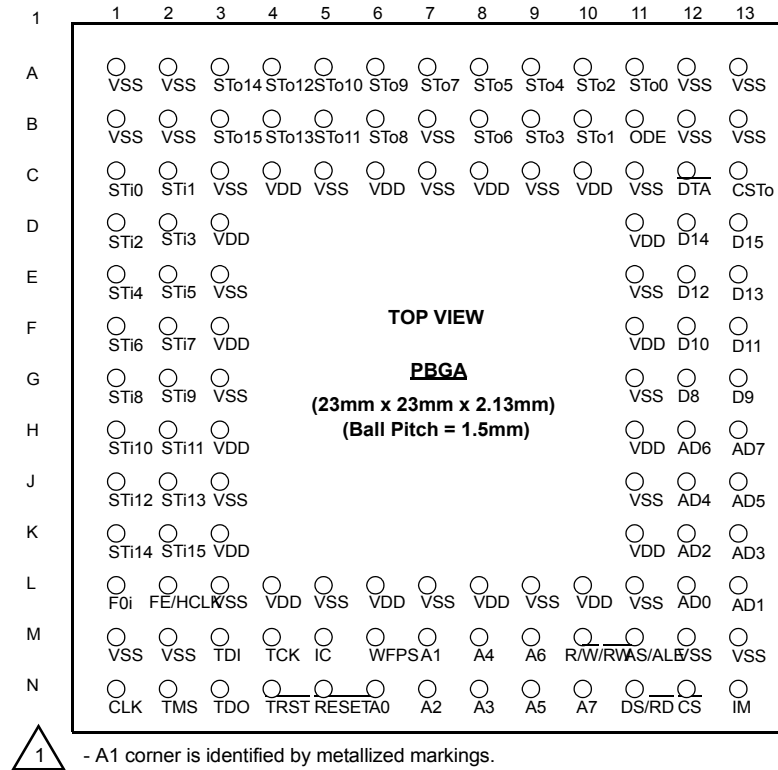 1
1 2 3 4 5 6 7 8 9 10 11 12 13
A
VSS VSS STo14 STo12 STo10 STo9 STo7 STo5 STo4 STo2 STo0 VSS VSS
B
VSS VSS STo15 STo13 STo11 STo8 VSS STo6 STo3 STo1 ODE VSS VSS
C
STi0 STi1 VSS VDD VSS VDD VSS VDD VSS VDD VSS DTA CSTo
D
STi2 STi3 VDD VDD D14 D15
E
STi4 STi5 VSS VSS D12 D13
F
STi6 STi7 VDD VDD D10 D11
TOP VIEW
G
STi8 STi9 VSS VSS D8 D9
PBGA
(23mm x 23mm x 2.13mm)
(Ball Pitch = 1.5mm)
H
STi10 STi11 VDD VDD AD6 AD7
J
STi12 STi13 VSS VSS AD4 AD5
K
STi14 STi15 VDD VDD AD2 AD3
L
F0i FE/HCLK VSS VDD VSS VDD VSS VDD VSS VDD VSS AD0 AD1
M
VSS VSS TDI TCK IC WFPS A1 A4 A6 R/W/RW AS/ALE VSS VSS
N
CLK TMS TDO TRST RESET A0 A2 A3 A5 A7 DS/RD CS IM
1 - A1 corner is identified by metallized markings.